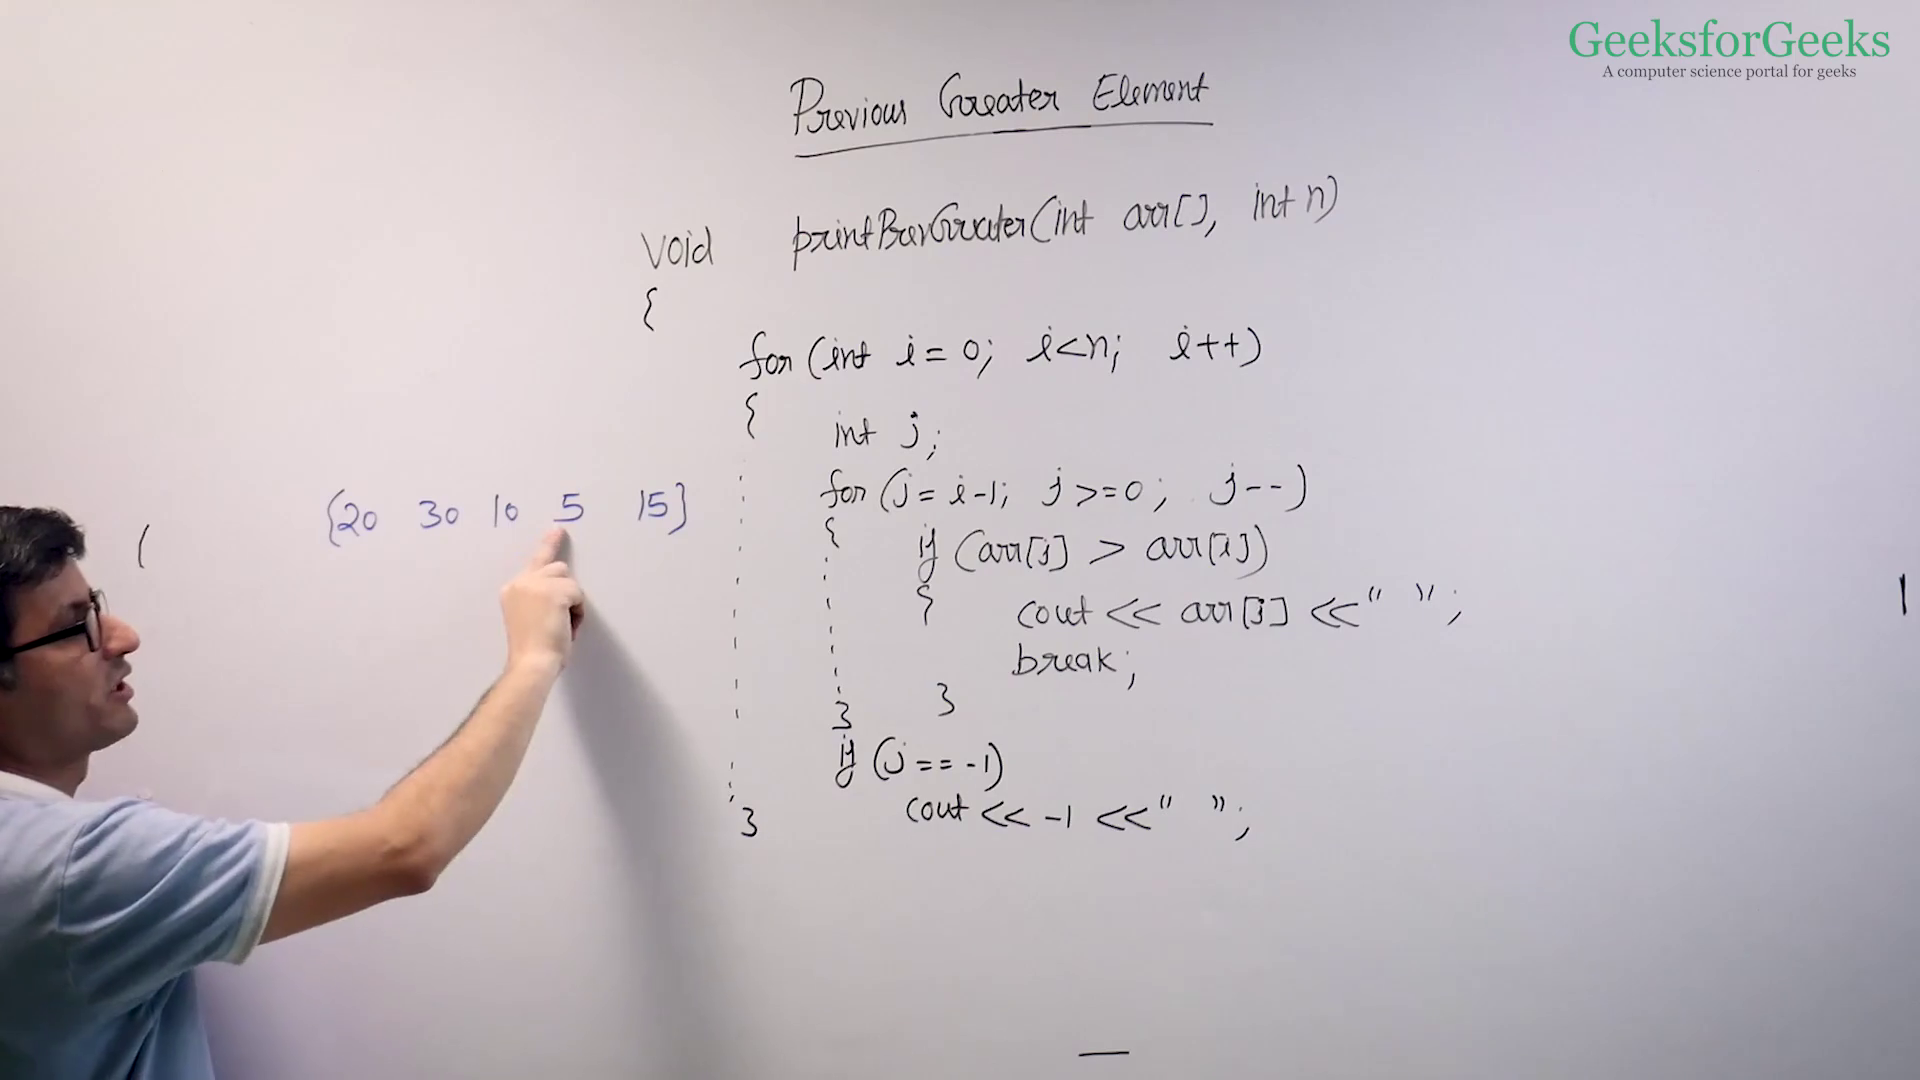 GeeksforGeeks
A computer science portal for geeks
Previous Greater Element
void printPrevGreater(int arr[], int n)
{
for (int i = 0; i<n; i++)
{
int j;
for (j = i-1; j >=0; j--)
{20 30 10 5 15}
{
if (arr[j] > arr[i])
{
cout << arr[j] <<" ";
break;
}
}
if (j == -1)
cout << -1 <<" ";
}